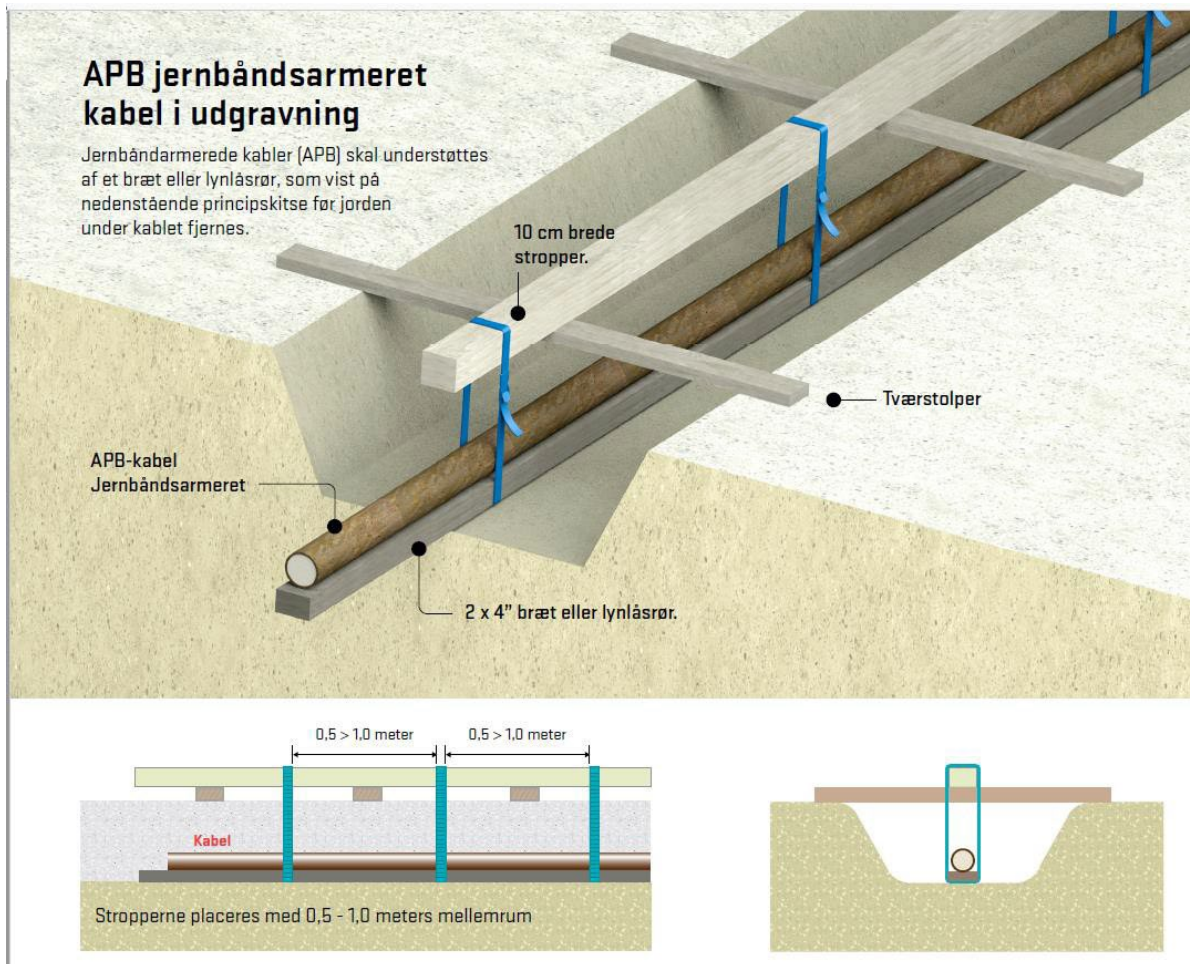 APB jernbåndsarmeret
kabel i udgravning
Jernbåndarmerede kabler (APB) skal understøttes
af et bræt eller lynlåsrør, som vist på
nedenstående principskitse før jorden
under kablet fjernes.
10 cm brede
stropper.
Tværstolper
APB-kabel
Jernbåndsarmeret
2 x 4” bræt eller lynlåsrør.
0,5 > 1,0 meter
0,5 > 1,0 meter
Kabel
Stropperne placeres med 0,5 - 1,0 meters mellemrum